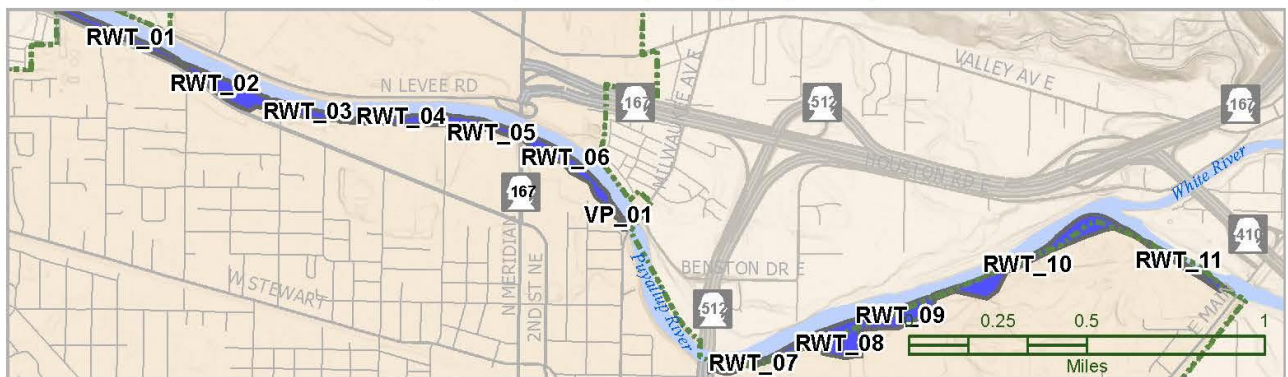 RWT_01
RWT_02
RWT_03
RWT_04
RWT_05
RWT_06
VP_01
RWT_07
RWT_08
RWT_09
RWT_10
RWT_11
N LEVEE RD
167
512
167
VALLEY AV E
N MILWAUKEE AV E
HOUSTON RD E
White River
167
410
N MERIDIAN
2ND ST NE
W STEWART
Puyallup River
BENSTON DR E
512
E MAIN
0.25 0.5 1
Miles